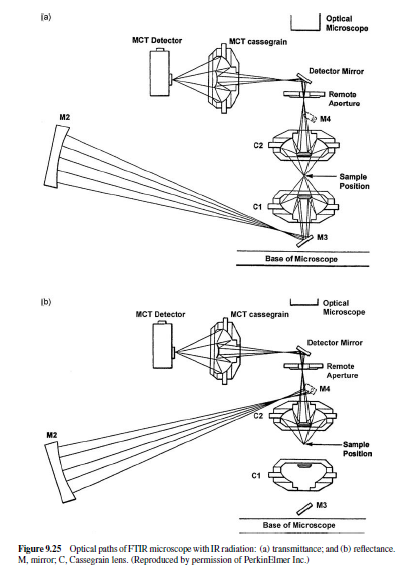 (a)
Optical
Microscope
MCT Detector
MCT cassegrain
Detector Mirror
Remote
Aperture
M2
M4
C2
Sample
Position
C1
M3
Base of Microscope
(b)
Optical
Microscope
MCT Detector
MCT cassegrain
Detector Mirror
Remote
Aperture
M4
C2
M2
Sample
Position
C1
M3
Base of Microscope
Figure 9.25 Optical paths of FTIR microscope with IR radiation: (a) transmittance; and (b) reflectance.
M, mirror; C, Cassegrain lens. (Reproduced by permission of PerkinElmer Inc.)